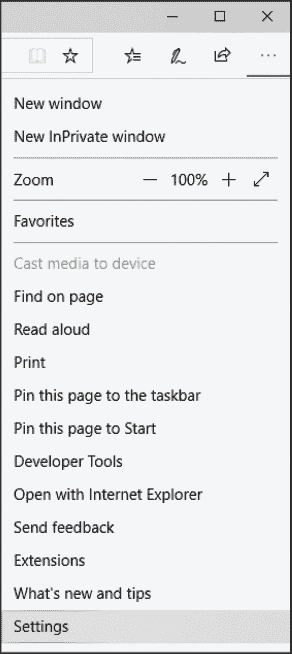 New window
New InPrivate window
Zoom — 100% +
Favorites
Cast media to device
Find on page
Read aloud
Print
Pin this page to the taskbar
Pin this page to Start
Developer Tools
Open with Internet Explorer
Send feedback
Extensions
What's new and tips
Settings